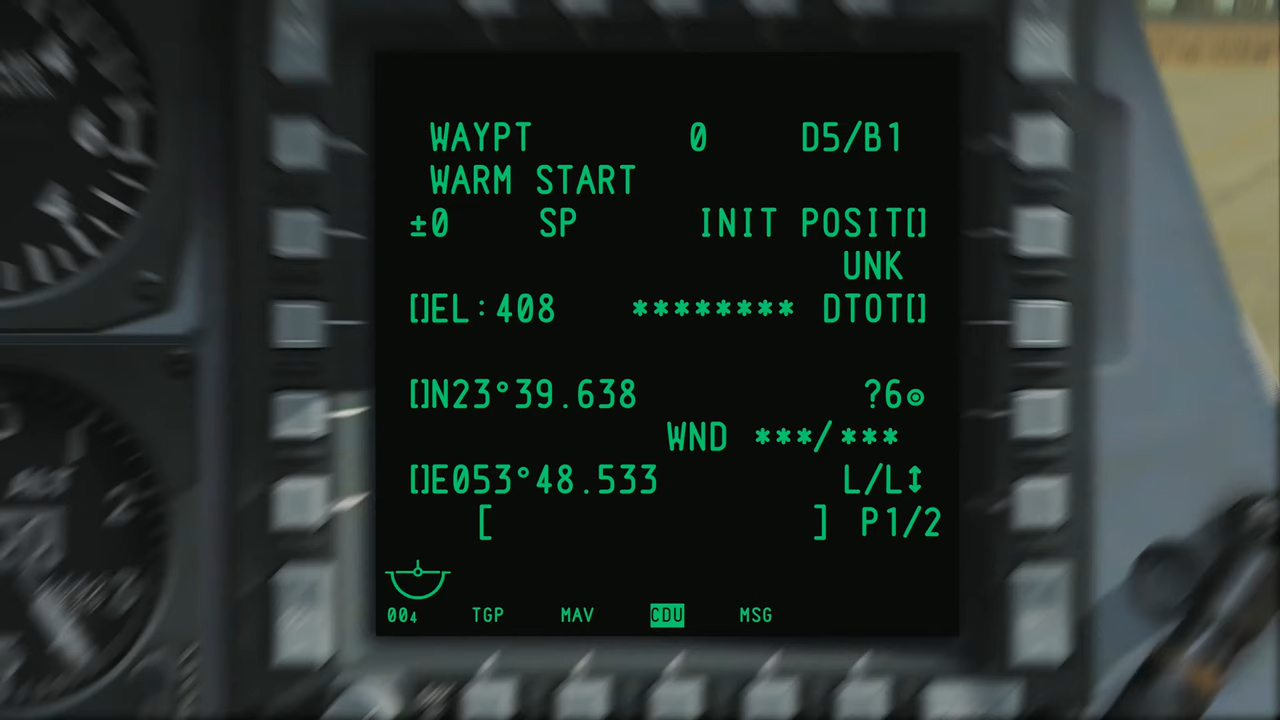 WAYPT 0 D5/B1
WARM START
±0 SP INIT POSIT[]
UNK
[]EL:408 ******** DTOT[]
[]N23°39.638 ?6⊙
WND ***/***
[]E053°48.533 L/L↕
[ ] P1/2
004 TGP MAV CDU MSG